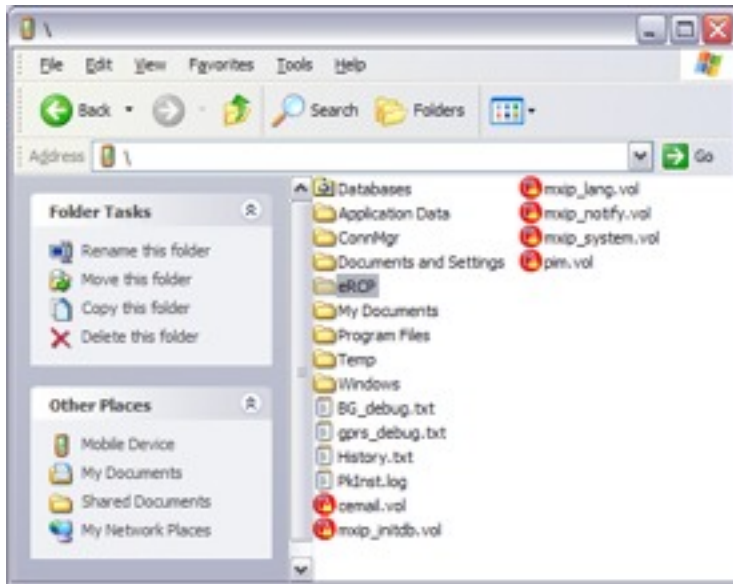 \
File Edit View Favorites Tools Help
Back Search Folders
Address \ Go
Folder Tasks
Rename this folder
Move this folder
Copy this folder
Delete this folder
Other Places
Mobile Device
My Documents
Shared Documents
My Network Places
Databases
Application Data
ConnMgr
Documents and Settings
eRCP
My Documents
Program Files
Temp
Windows
BG_debug.txt
gprs_debug.txt
History.txt
PkInst.log
cemail.vol
mxip_initdb.vol
mxip_lang.vol
mxip_notify.vol
mxip_system.vol
pim.vol